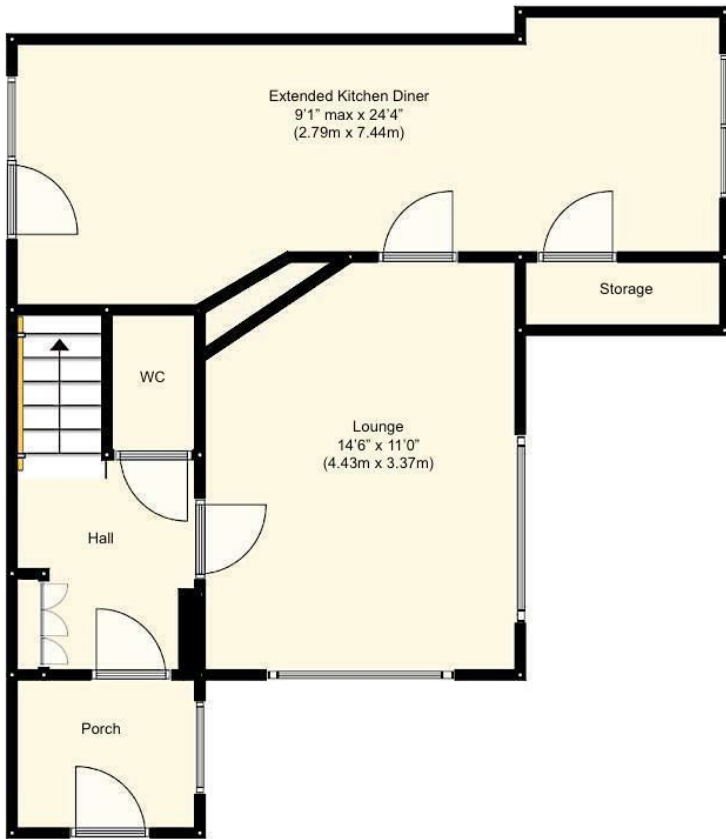 Extended Kitchen Diner
9'1" max x 24'4"
(2.79m x 7.44m)
Storage
WC
Lounge
14'6" x 11'0"
(4.43m x 3.37m)
Hall
Porch